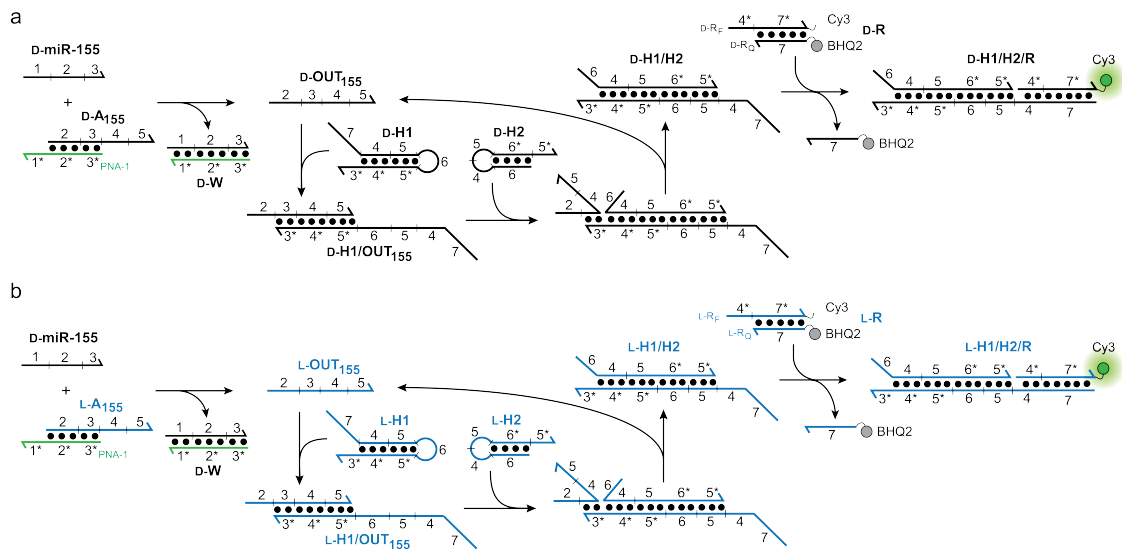 a
D-miR-155
1 2 3
+
D-A155
2 3 4 5
1* 2* 3* PNA-1
1 2 3
1* 2* 3*
D-W
D-OUT155
2 3 4 5
7 D-H1
4 5
6
3* 4* 5*
D-H2
5 6* 5*
4 6
2 3 4 5
3* 4* 5* 6 5 4
7
D-H1/OUT155
5
2 4 6 4 5 6* 5*
3* 4* 5* 6 5 4
7
D-H1/H2
6 4 5 6* 5*
3* 4* 5* 6 5 4
7
4* 7* Cy3
D-RF
D-RQ
7 BHQ2
D-R
7 BHQ2
D-H1/H2/R
Cy3
6 4 5 6* 5* 4* 7*
3* 4* 5* 6 5 4 7
b
D-miR-155
1 2 3
+
L-A155
2 3 4 5
1* 2* 3* PNA-1
1 2 3
1* 2* 3*
D-W
L-OUT155
2 3 4 5
7 L-H1
4 5
6
3* 4* 5*
L-H2
5 6* 5*
4 6
2 3 4 5
3* 4* 5* 6 5 4
7
L-H1/OUT155
5
2 4 6 4 5 6* 5*
3* 4* 5* 6 5 4
7
L-H1/H2
6 4 5 6* 5*
3* 4* 5* 6 5 4
7
4* 7* Cy3
L-RF
L-RQ
7 BHQ2
L-R
7 BHQ2
L-H1/H2/R
Cy3
6 4 5 6* 5* 4* 7*
3* 4* 5* 6 5 4 7